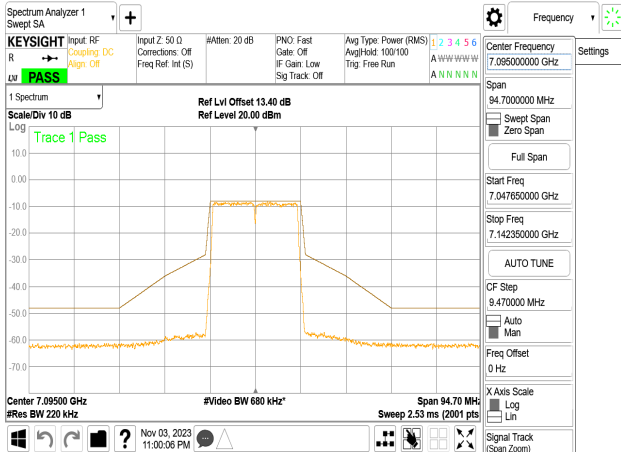 Spectrum Analyzer 1
Swept SA
Frequency
KEYSIGHT
R
PASS
Input: RF
Coupling: DC
Align: Off
Input Z: 50 Ω
Corrections: Off
Freq Ref: Int (S)
#Atten: 20 dB
PNO: Fast
Gate: Off
IF Gain: Low
Sig Track: Off
Avg Type: Power (RMS)
Avg|Hold: 100/100
Trig: Free Run
1 2 3 4 5 6
A W W W W W
A N N N N N
Center Frequency
7.095000000 GHz
Settings
Span
94.7000000 MHz
Swept Span
Zero Span
Full Span
Start Freq
7.047650000 GHz
Stop Freq
7.142350000 GHz
AUTO TUNE
CF Step
9.470000 MHz
Auto
Man
Freq Offset
0 Hz
X Axis Scale
Log
Lin
Signal Track
(Span Zoom)
1 Spectrum
Scale/Div 10 dB
Ref Lvl Offset 13.40 dB
Ref Level 20.00 dBm
Log
Trace 1 Pass
10.0
0.00
-10.0
-20.0
-30.0
-40.0
-50.0
-60.0
-70.0
Center 7.09500 GHz
#Video BW 680 kHz*
Span 94.70 MHz
#Res BW 220 kHz
Sweep 2.53 ms (2001 pts
?
Nov 03, 2023
11:00:06 PM